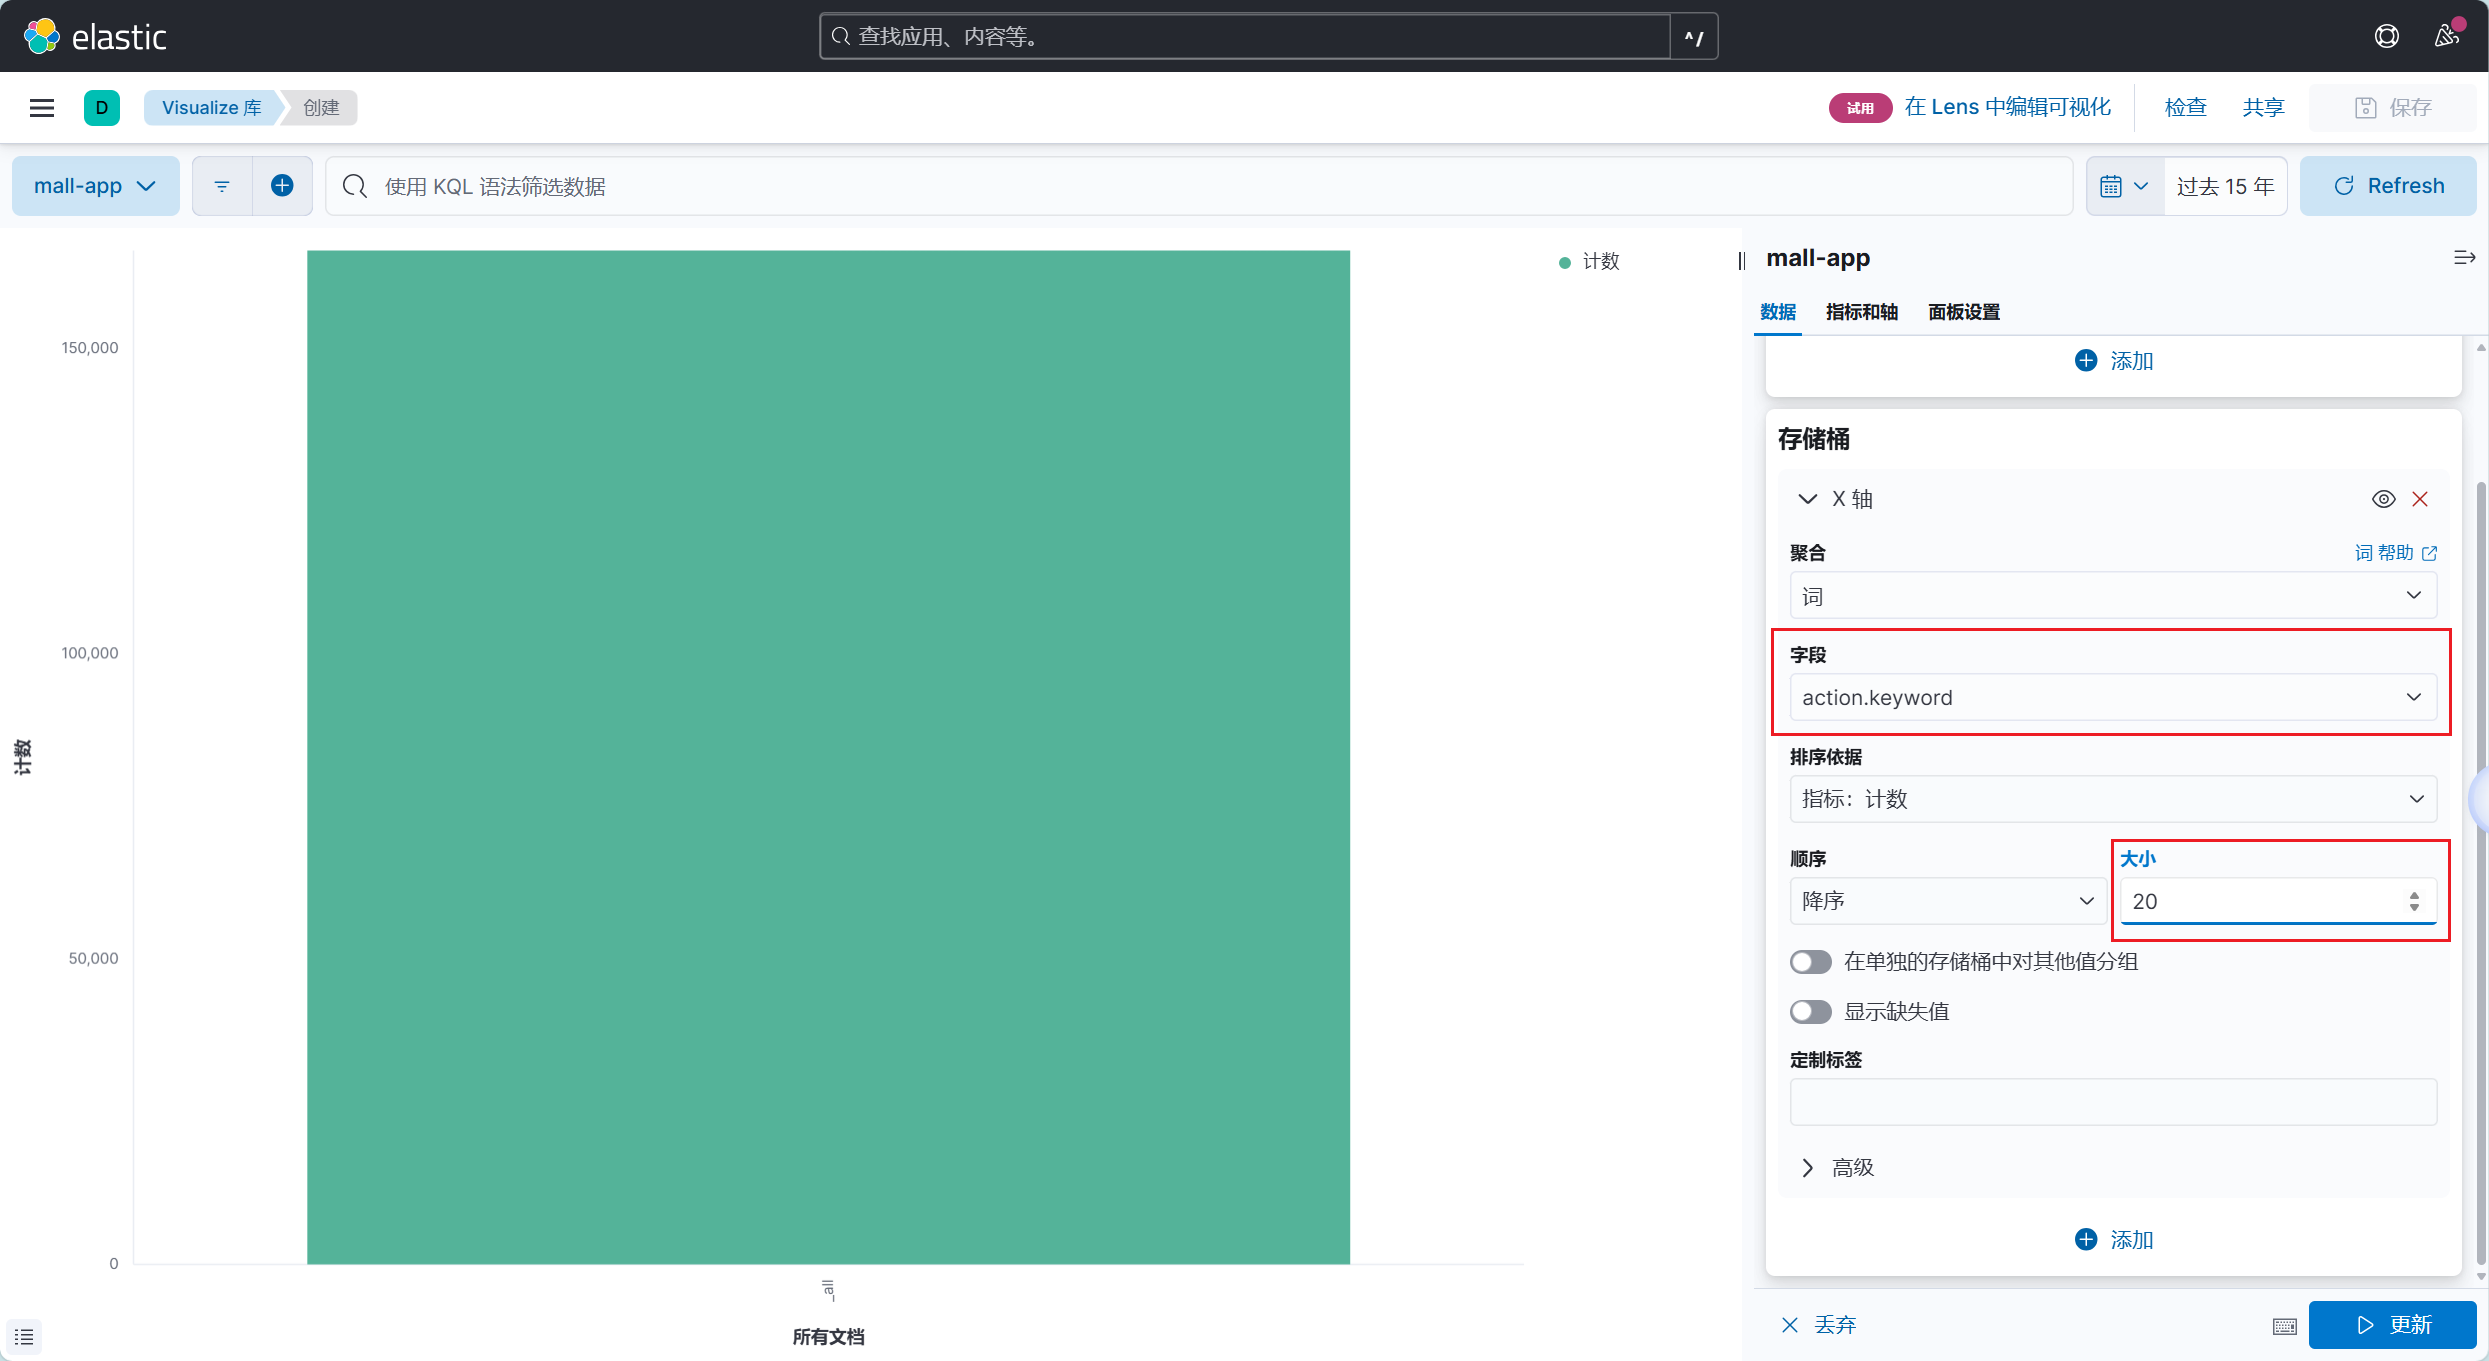 elastic
查找应用、内容等。
^/
D
Visualize 库
创建
试用
在 Lens 中编辑可视化
检查
共享
保存
mall-app
使用 KQL 语法筛选数据
过去 15 年
Refresh
计数
150,000
100,000
50,000
0
计数
_all
所有文档
mall-app
数据
指标和轴
面板设置
添加
存储桶
X 轴
聚合
词 帮助
词
字段
action.keyword
排序依据
指标：计数
顺序
大小
降序
20
在单独的存储桶中对其他值分组
显示缺失值
定制标签
高级
添加
丢弃
更新